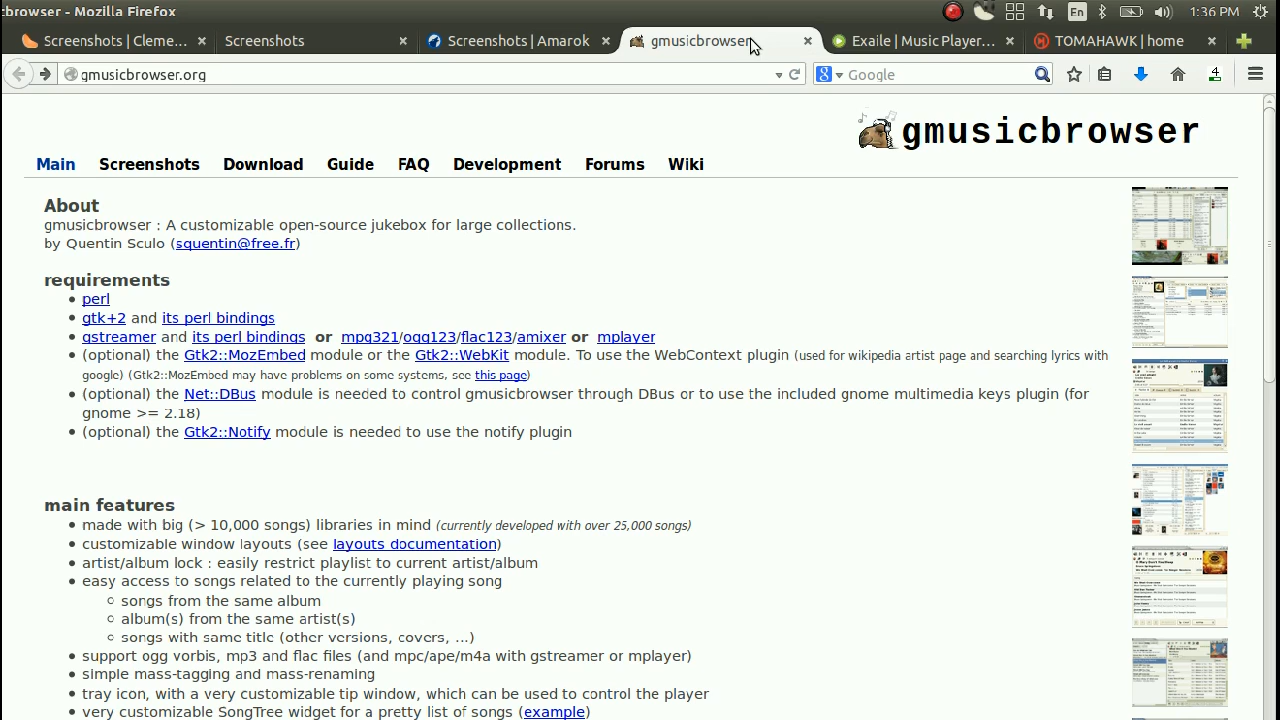 cbrowser - Mozilla Firefox
En
1:36 PM
Screenshots | Cleme...
Screenshots
Screenshots | Amarok
gmusicbrowser
Exaile | Music Player...
TOMAHAWK | home
gmusicbrowser.org
Google
4
gmusicbrowser
Main
Screenshots
Download
Guide
FAQ
Development
Forums
Wiki
About
gmusicbrowser : A customizable open-source jukebox for large collections.
by Quentin Sculo (squentin@free.fr)
requirements
perl
gtk+2 and its perl bindings
gstreamer and its perl bindings or mpg321/ogg123/flac123/amixer or mplayer
(optional) the Gtk2::MozEmbed module or the Gtk2::WebKit module. To use the WebContext plugin (used for wikipedia artist page and searching lyrics with
google) (Gtk2::MozEmbed may have problems on some systems, see this page)
(optional) the Net::DBus module is needed to control gmusicbrowser through DBus or to use the included gnome multimedia keys plugin (for
gnome >= 2.18)
(optional) the Gtk2::Notify module is needed to use the notify plugin
main features
made with big (> 10,000 songs) libraries in mind developed with over 25,000 songs)
customizable window layouts (see layouts documentation)
artist/album lock : easily restrict playlist to current artist/album
easy access to songs related to the currently playing song :
songs from the same album
album(s) from the same artist(s)
songs with same title (other versions, covers, ...)
support ogg vorbis, mp3 and flac files, and more with gstreamer or mplayer)
simple mass-tagging and mass-renaming
tray icon, with a very customizable tip window, which can be used to control the player
very customizable SongTree widget for a pretty list of songs example)